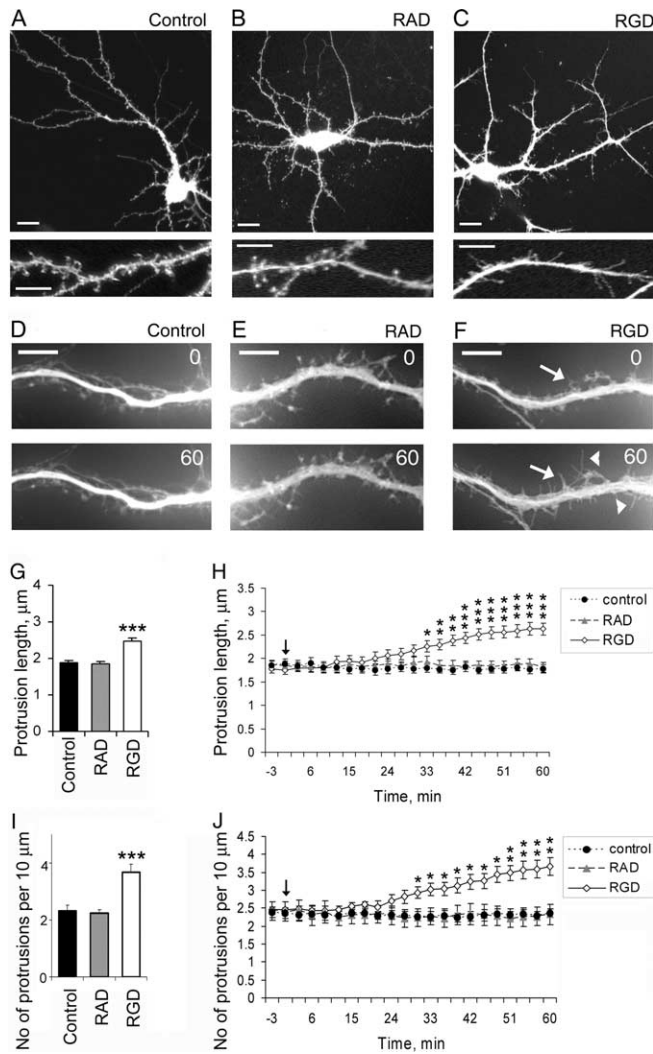 A Control
B RAD
C RGD
D Control
E RAD
F RGD
0
0
0
60
60
60
G
Protrusion length, μm
4
3
2
1
0
Control
RAD
RGD
***
H
Protrusion length, μm
3.5
3
2.5
2
1.5
1
0.5
0
-3 6 15 24 33 42 51 60
Time, min
* * * * * * * * * *
control
RAD
RGD
I
No of protrusions per 10 μm
4
2
0
Control
RAD
RGD
***
J
No of protrusions per 10 μm
4.5
4
3.5
3
2.5
2
1.5
1
0.5
0
-3 6 15 24 33 42 51 60
Time, min
* * * * * * * * * * *
control
RAD
RGD